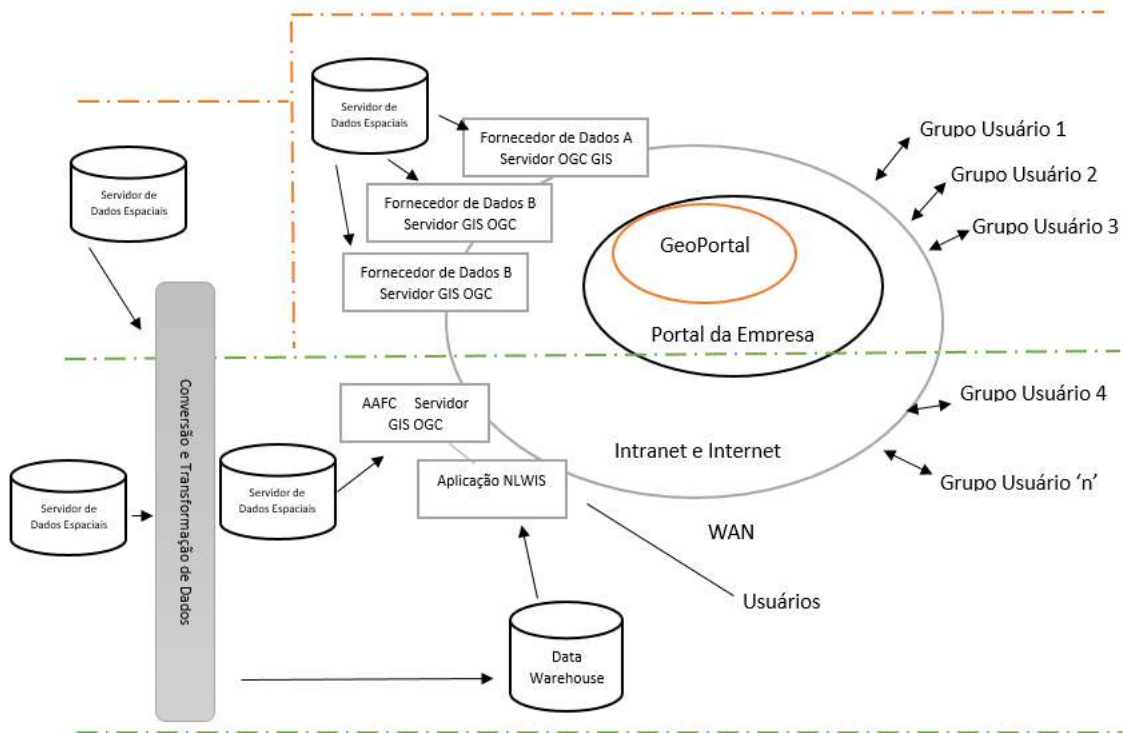 Servidor de
Dados Espaciais
Fornecedor de Dados A
Servidor OGC GIS
Grupo Usuário 1
Grupo Usuário 2
Grupo Usuário 3
Servidor de
Dados Espaciais
Fornecedor de Dados B
Servidor GIS OGC
Fornecedor de Dados B
Servidor GIS OGC
GeoPortal
Portal da Empresa
Conversão e Transformação de Dados
AAFC Servidor
GIS OGC
Grupo Usuário 4
Intranet e Internet
Servidor de
Dados Espaciais
Servidor de
Dados Espaciais
Aplicação NLWIS
Grupo Usuário ‘n’
WAN
Usuários
Data
Warehouse